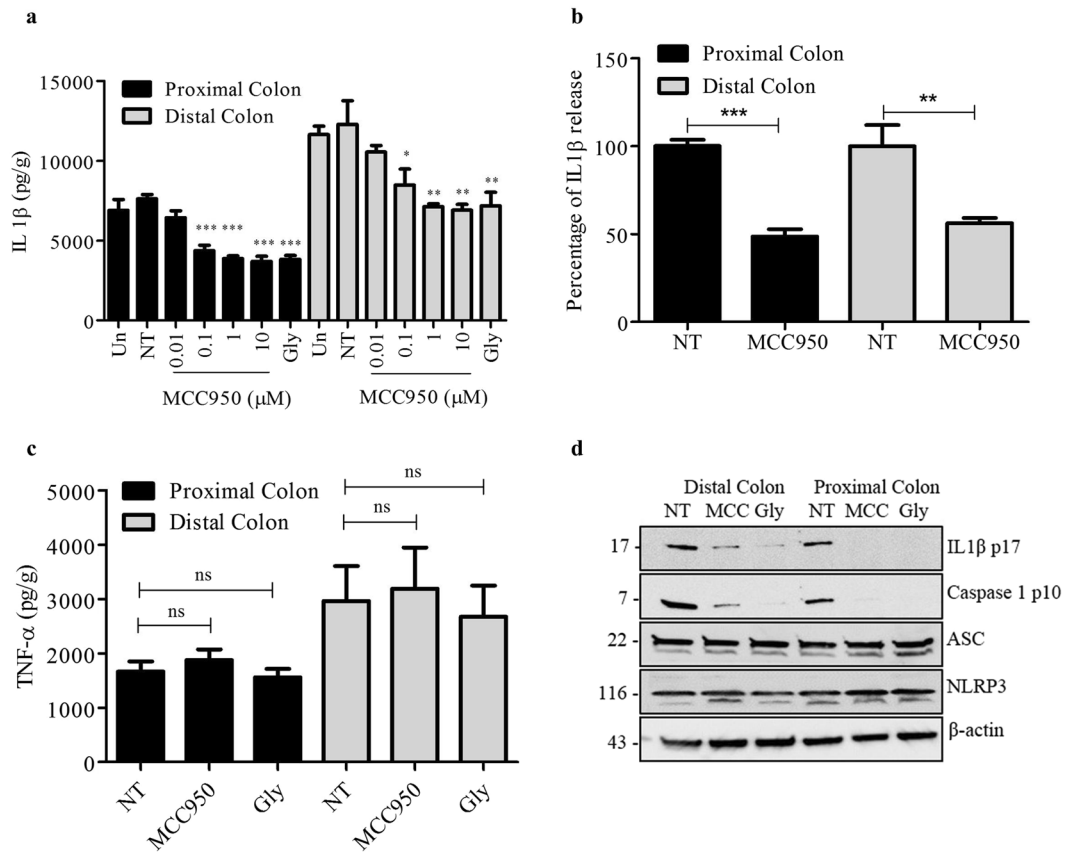 a
15000
10000
5000
0
IL 1β (pg/g)
Proximal Colon
Distal Colon
*** *** *** ***
* ** ** **
Un NT 0.01 0.1 1 10 Gly Un NT 0.01 0.1 1 10 Gly
MCC950 (μM) MCC950 (μM)
b
150
100
50
0
Percentage of IL1β release
Proximal Colon
Distal Colon
*** **
NT MCC950 NT MCC950
c
5000
4000
3000
2000
1000
0
TNF-α (pg/g)
Proximal Colon
Distal Colon
ns
ns
ns
ns
NT MCC950 Gly NT MCC950 Gly
d
Distal Colon Proximal Colon
NT MCC Gly NT MCC Gly
17 - IL1β p17
7 - Caspase 1 p10
22 - ASC
116 - NLRP3
43 - β-actin